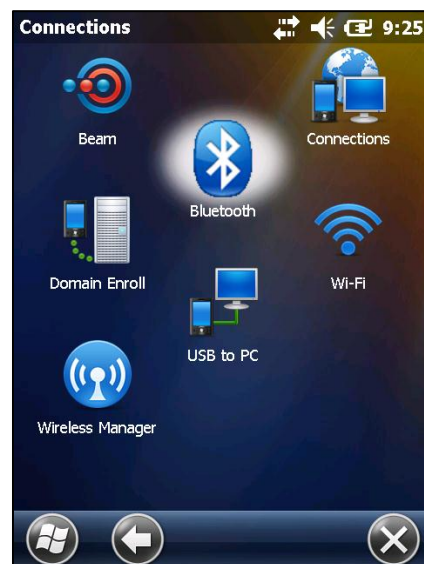 Connections 9:25
Beam
Connections
Bluetooth
Domain Enroll
Wi-Fi
USB to PC
Wireless Manager